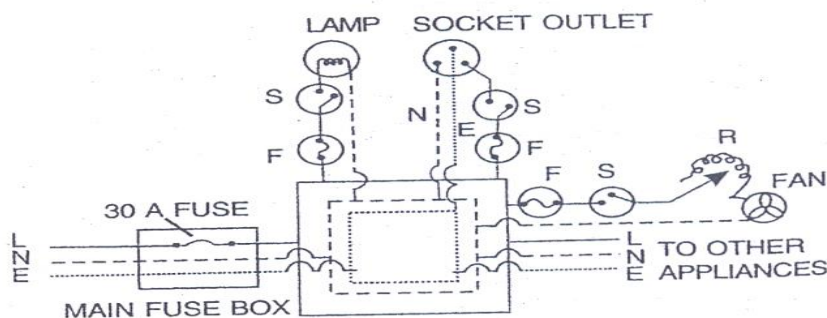 LAMP SOCKET OUTLET
S N E S
F F
R
F S FAN
30 A FUSE
L L
N N TO OTHER
E E APPLIANCES
MAIN FUSE BOX